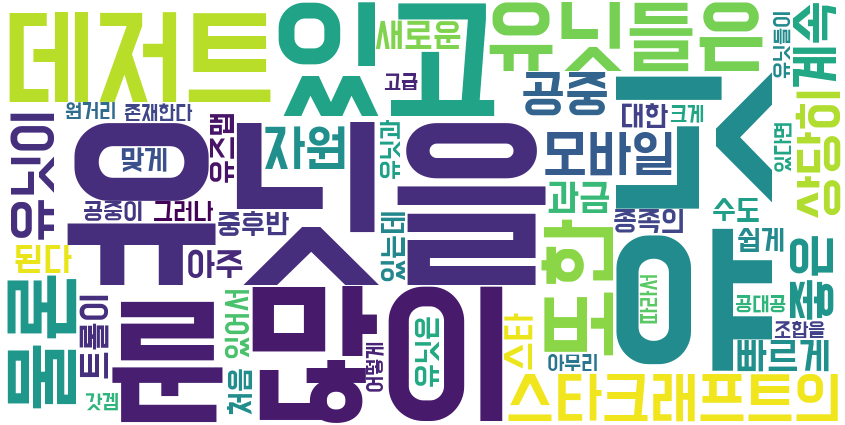 데저트
있고
새로운
유닛들은
유닛들이
계속
고급
원거리
존재한다
공중
대한
크게
유닛이
맞게
유즈맵
자원
유닛과
모바일
있다면
상당히
유닛을
공중이
그러나
중후반
과금
종족의
수도
쉽게
된다
아주
있는데
또한
야
좋은
물론
트롤이
룬
많이
있어서
따라서
공대공
조합을
처음
어떻게
유닛은
스타
아무리
빠르게
갓겜
스타크래프트의